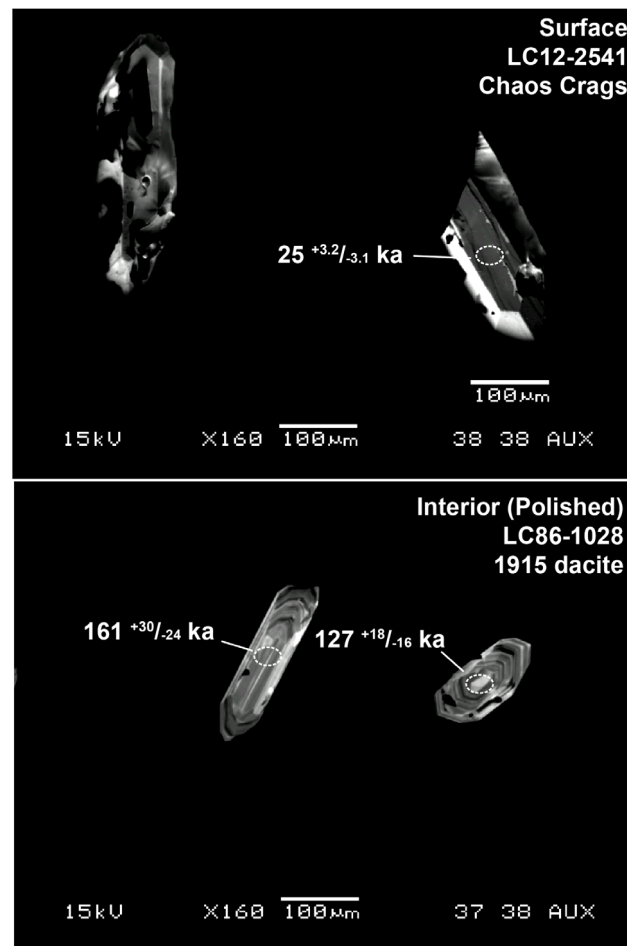 Surface
LC12-2541
Chaos Crags
25 +3.2/-3.1 ka
100μm
15kV X160 100μm 38 38 AUX
Interior (Polished)
LC86-1028
1915 dacite
161 +30/-24 ka
127 +18/-16 ka
15kV X160 100μm 37 38 AUX